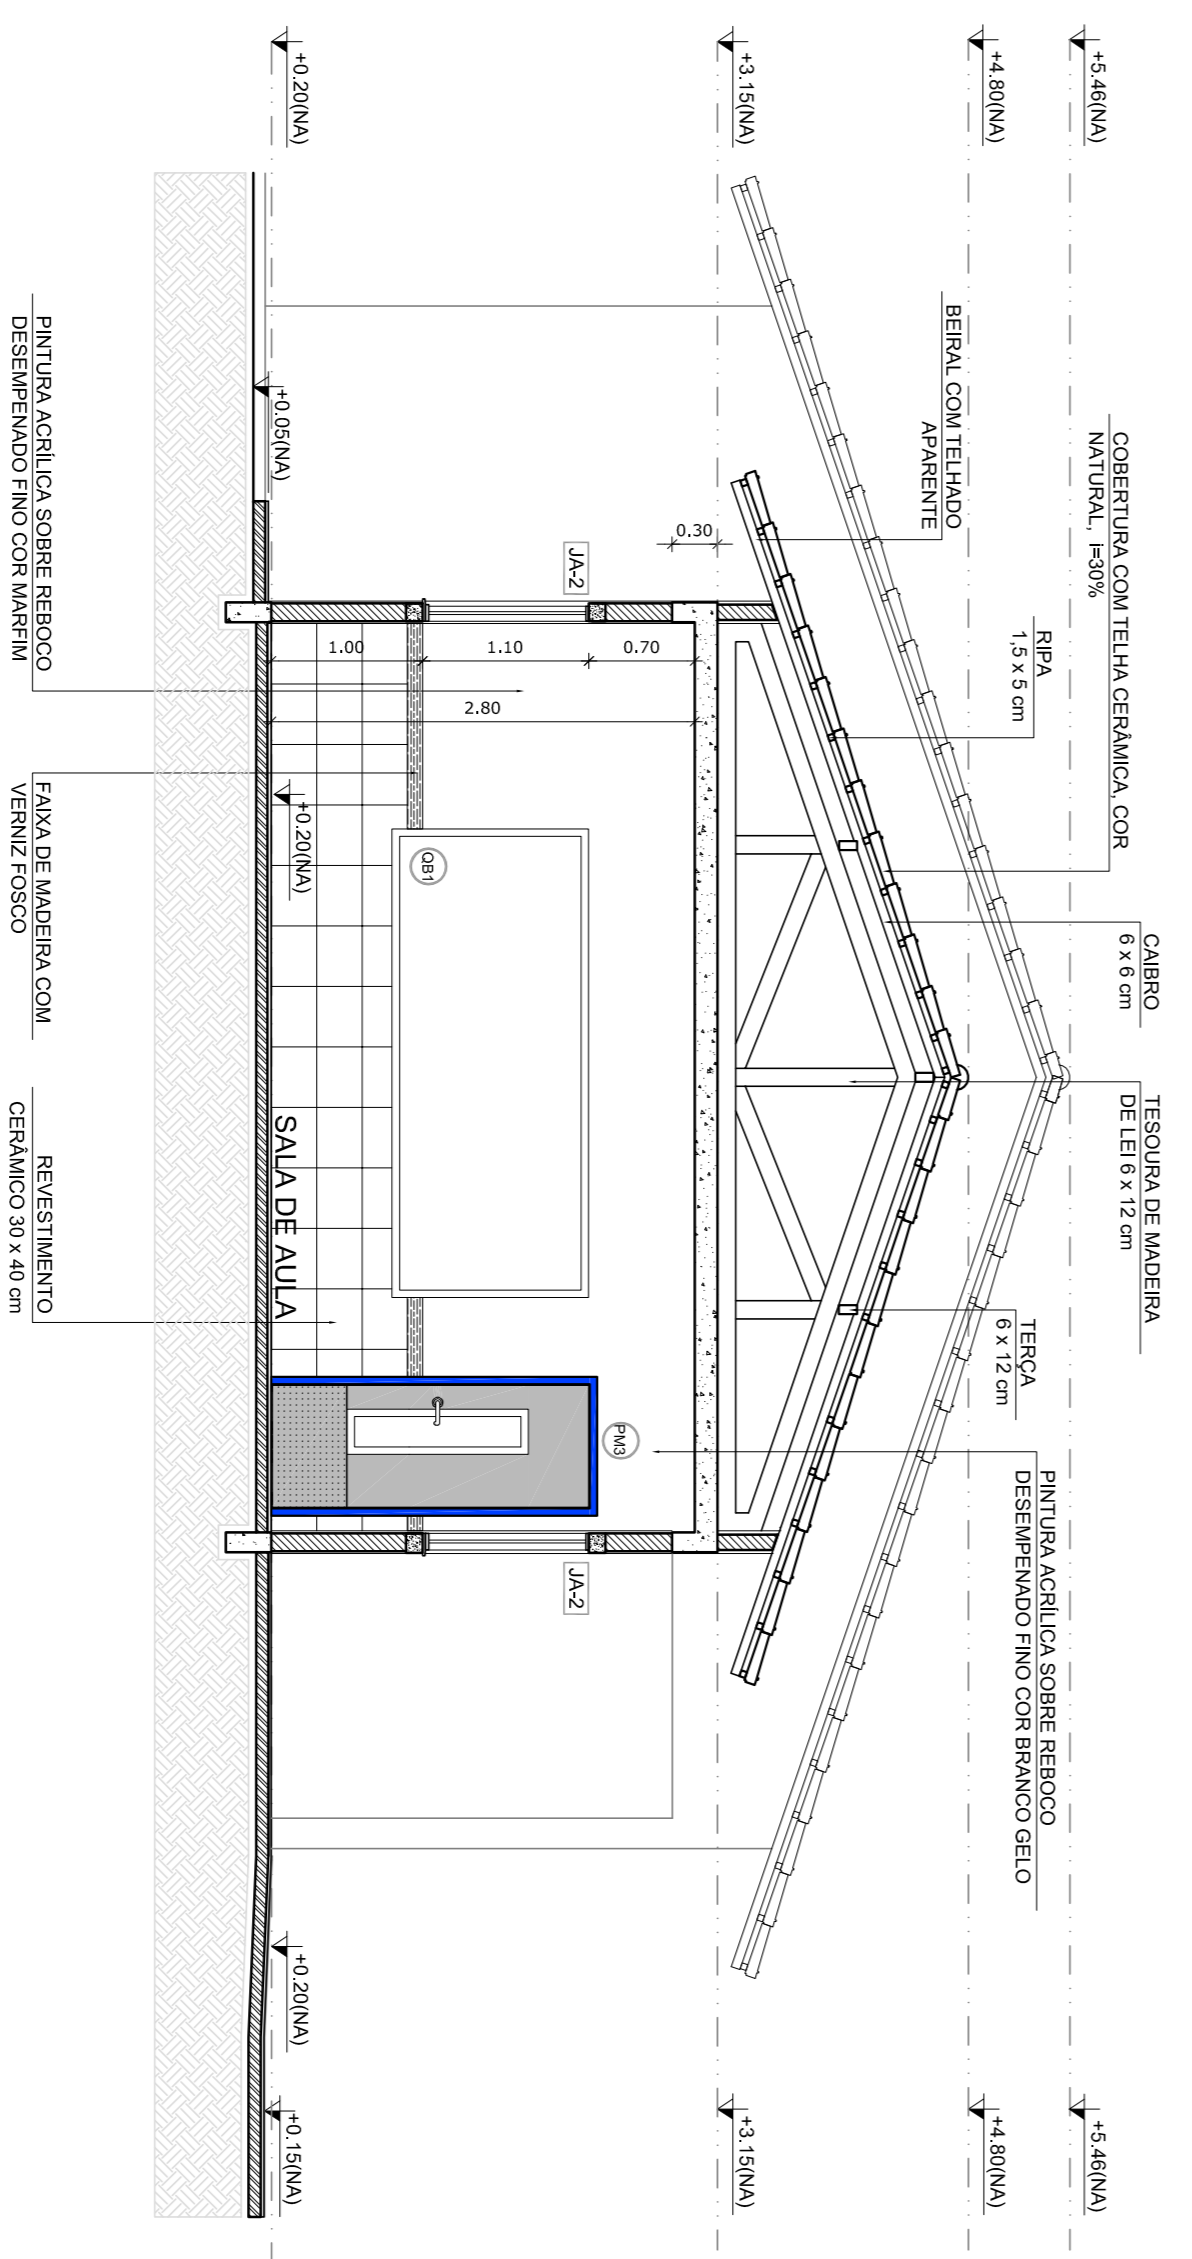 +5.46(NA)
+5.46(NA)
+4.80(NA)
+4.80(NA)
+3.15(NA)
+3.15(NA)
COBERTURA COM TELHA CERÂMICA, COR
NATURAL, i=30%
CAIBRO
6 x 6 cm
TESOURA DE MADEIRA
DE LEI 6 x 12 cm
RIPA
1,5 x 5 cm
TERÇA
6 x 12 cm
PINTURA ACRÍLICA SOBRE REBOCO
DESEMPENADO FINO COR BRANCO GELO
BEIRAL COM TELHADO
APARENTE
0.30
JA-2
JA-2
0.70
1.10
1.00
2.80
QB1
PM3
SALA DE AULA
+0.20(NA)
+0.05(NA)
+0.20(NA)
+0.20(NA)
+0.15(NA)
PINTURA ACRÍLICA SOBRE REBOCO
DESEMPENADO FINO COR MARFIM
FAIXA DE MADEIRA COM
VERNIZ FOSCO
REVESTIMENTO
CERÂMICO 30 x 40 cm